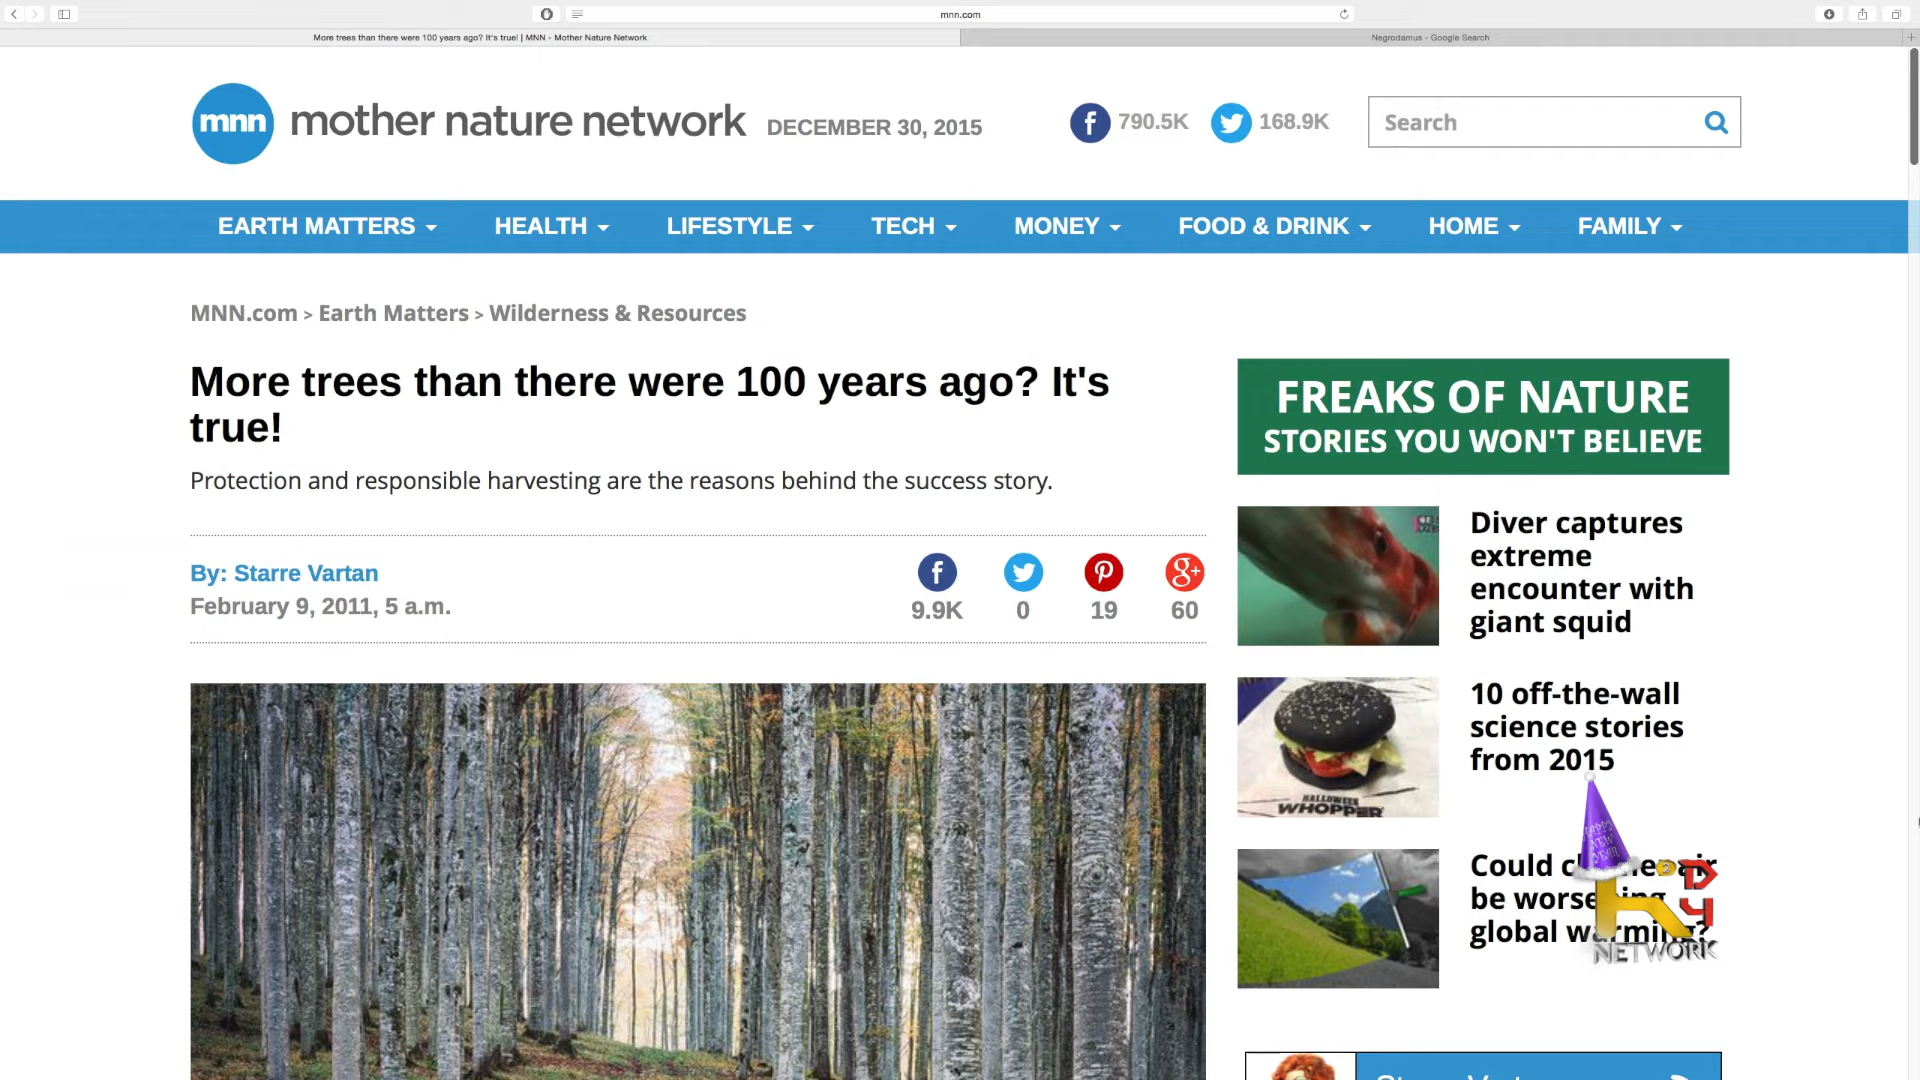 mnn.com
More trees than there were 100 years ago? It's true! | MNN - Mother Nature Network
Negrodamus - Google Search
mnn
mother nature network
DECEMBER 30, 2015
790.5K
168.9K
Search
EARTH MATTERS
HEALTH
LIFESTYLE
TECH
MONEY
FOOD & DRINK
HOME
FAMILY
MNN.com > Earth Matters > Wilderness & Resources
More trees than there were 100 years ago? It's
true!
Protection and responsible harvesting are the reasons behind the success story.
By: Starre Vartan
February 9, 2011, 5 a.m.
9.9K
0
19
60
FREAKS OF NATURE
STORIES YOU WON'T BELIEVE
Diver captures
extreme
encounter with
giant squid
10 off-the-wall
science stories
from 2015
HALLOWEEN
WHOPPER
Could
be
global warming?
HAPPY
NEW
YEAR
NETWORK